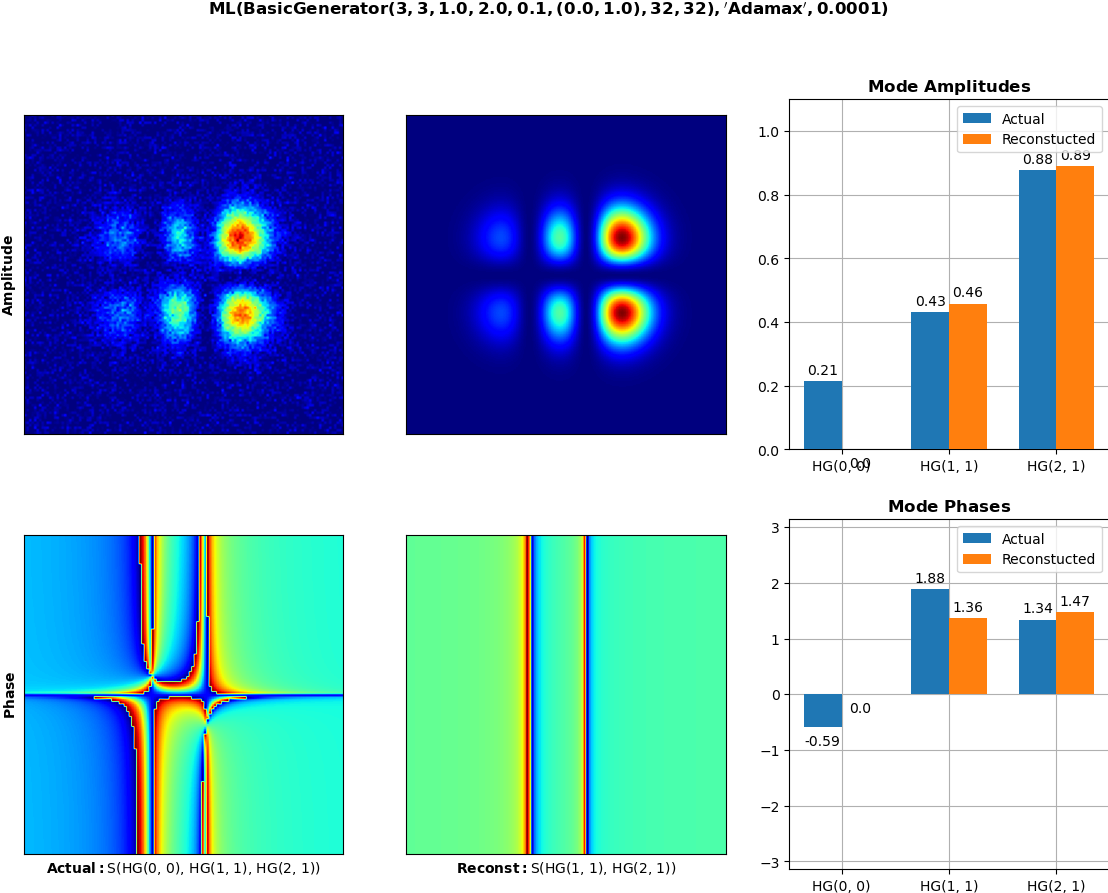 ML(BasicGenerator(3, 3, 1.0, 2.0, 0.1, (0.0, 1.0), 32, 32), ′Adamax′, 0.0001)
Amplitude
Mode Amplitudes
Actual
Reconstucted
1.0
0.8
0.6
0.4
0.2
0.0
0.21
0.0
0.43
0.46
0.88
0.89
HG(0, 0)
HG(1, 1)
HG(2, 1)
Phase
Actual: S(HG(0, 0), HG(1, 1), HG(2, 1))
Reconst: S(HG(1, 1), HG(2, 1))
Mode Phases
Actual
Reconstucted
3
2
1
0
−1
−2
−3
-0.59
0.0
1.88
1.36
1.34
1.47
HG(0, 0)
HG(1, 1)
HG(2, 1)